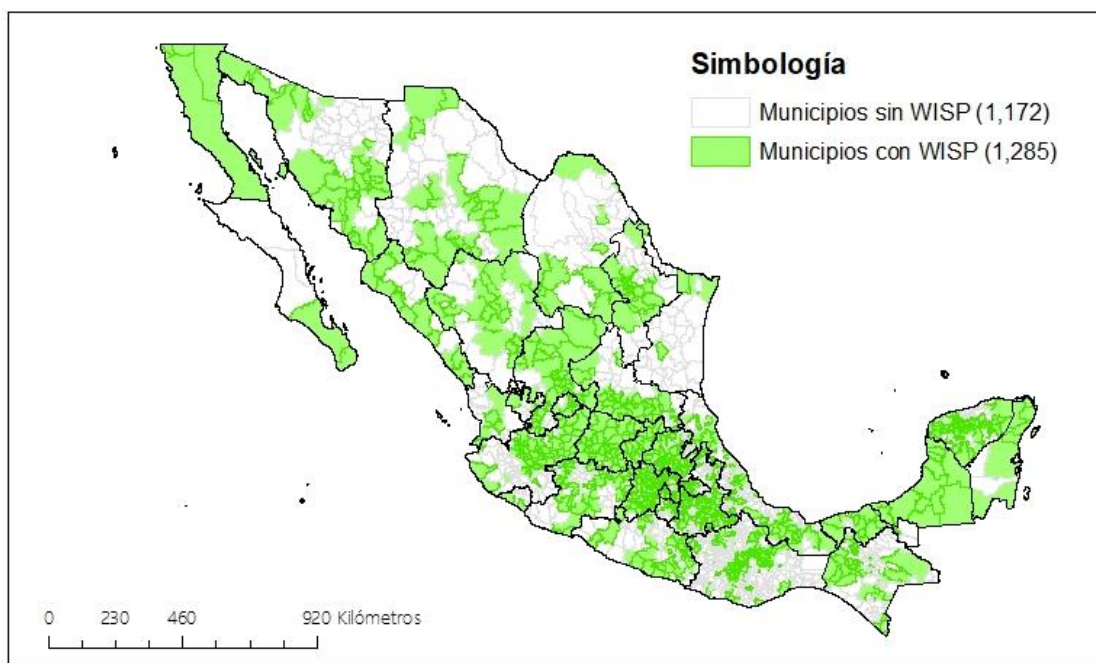 Simbología
Municipios sin WISP (1,172)
Municipios con WISP (1,285)
0 230 460 920 Kilómetros